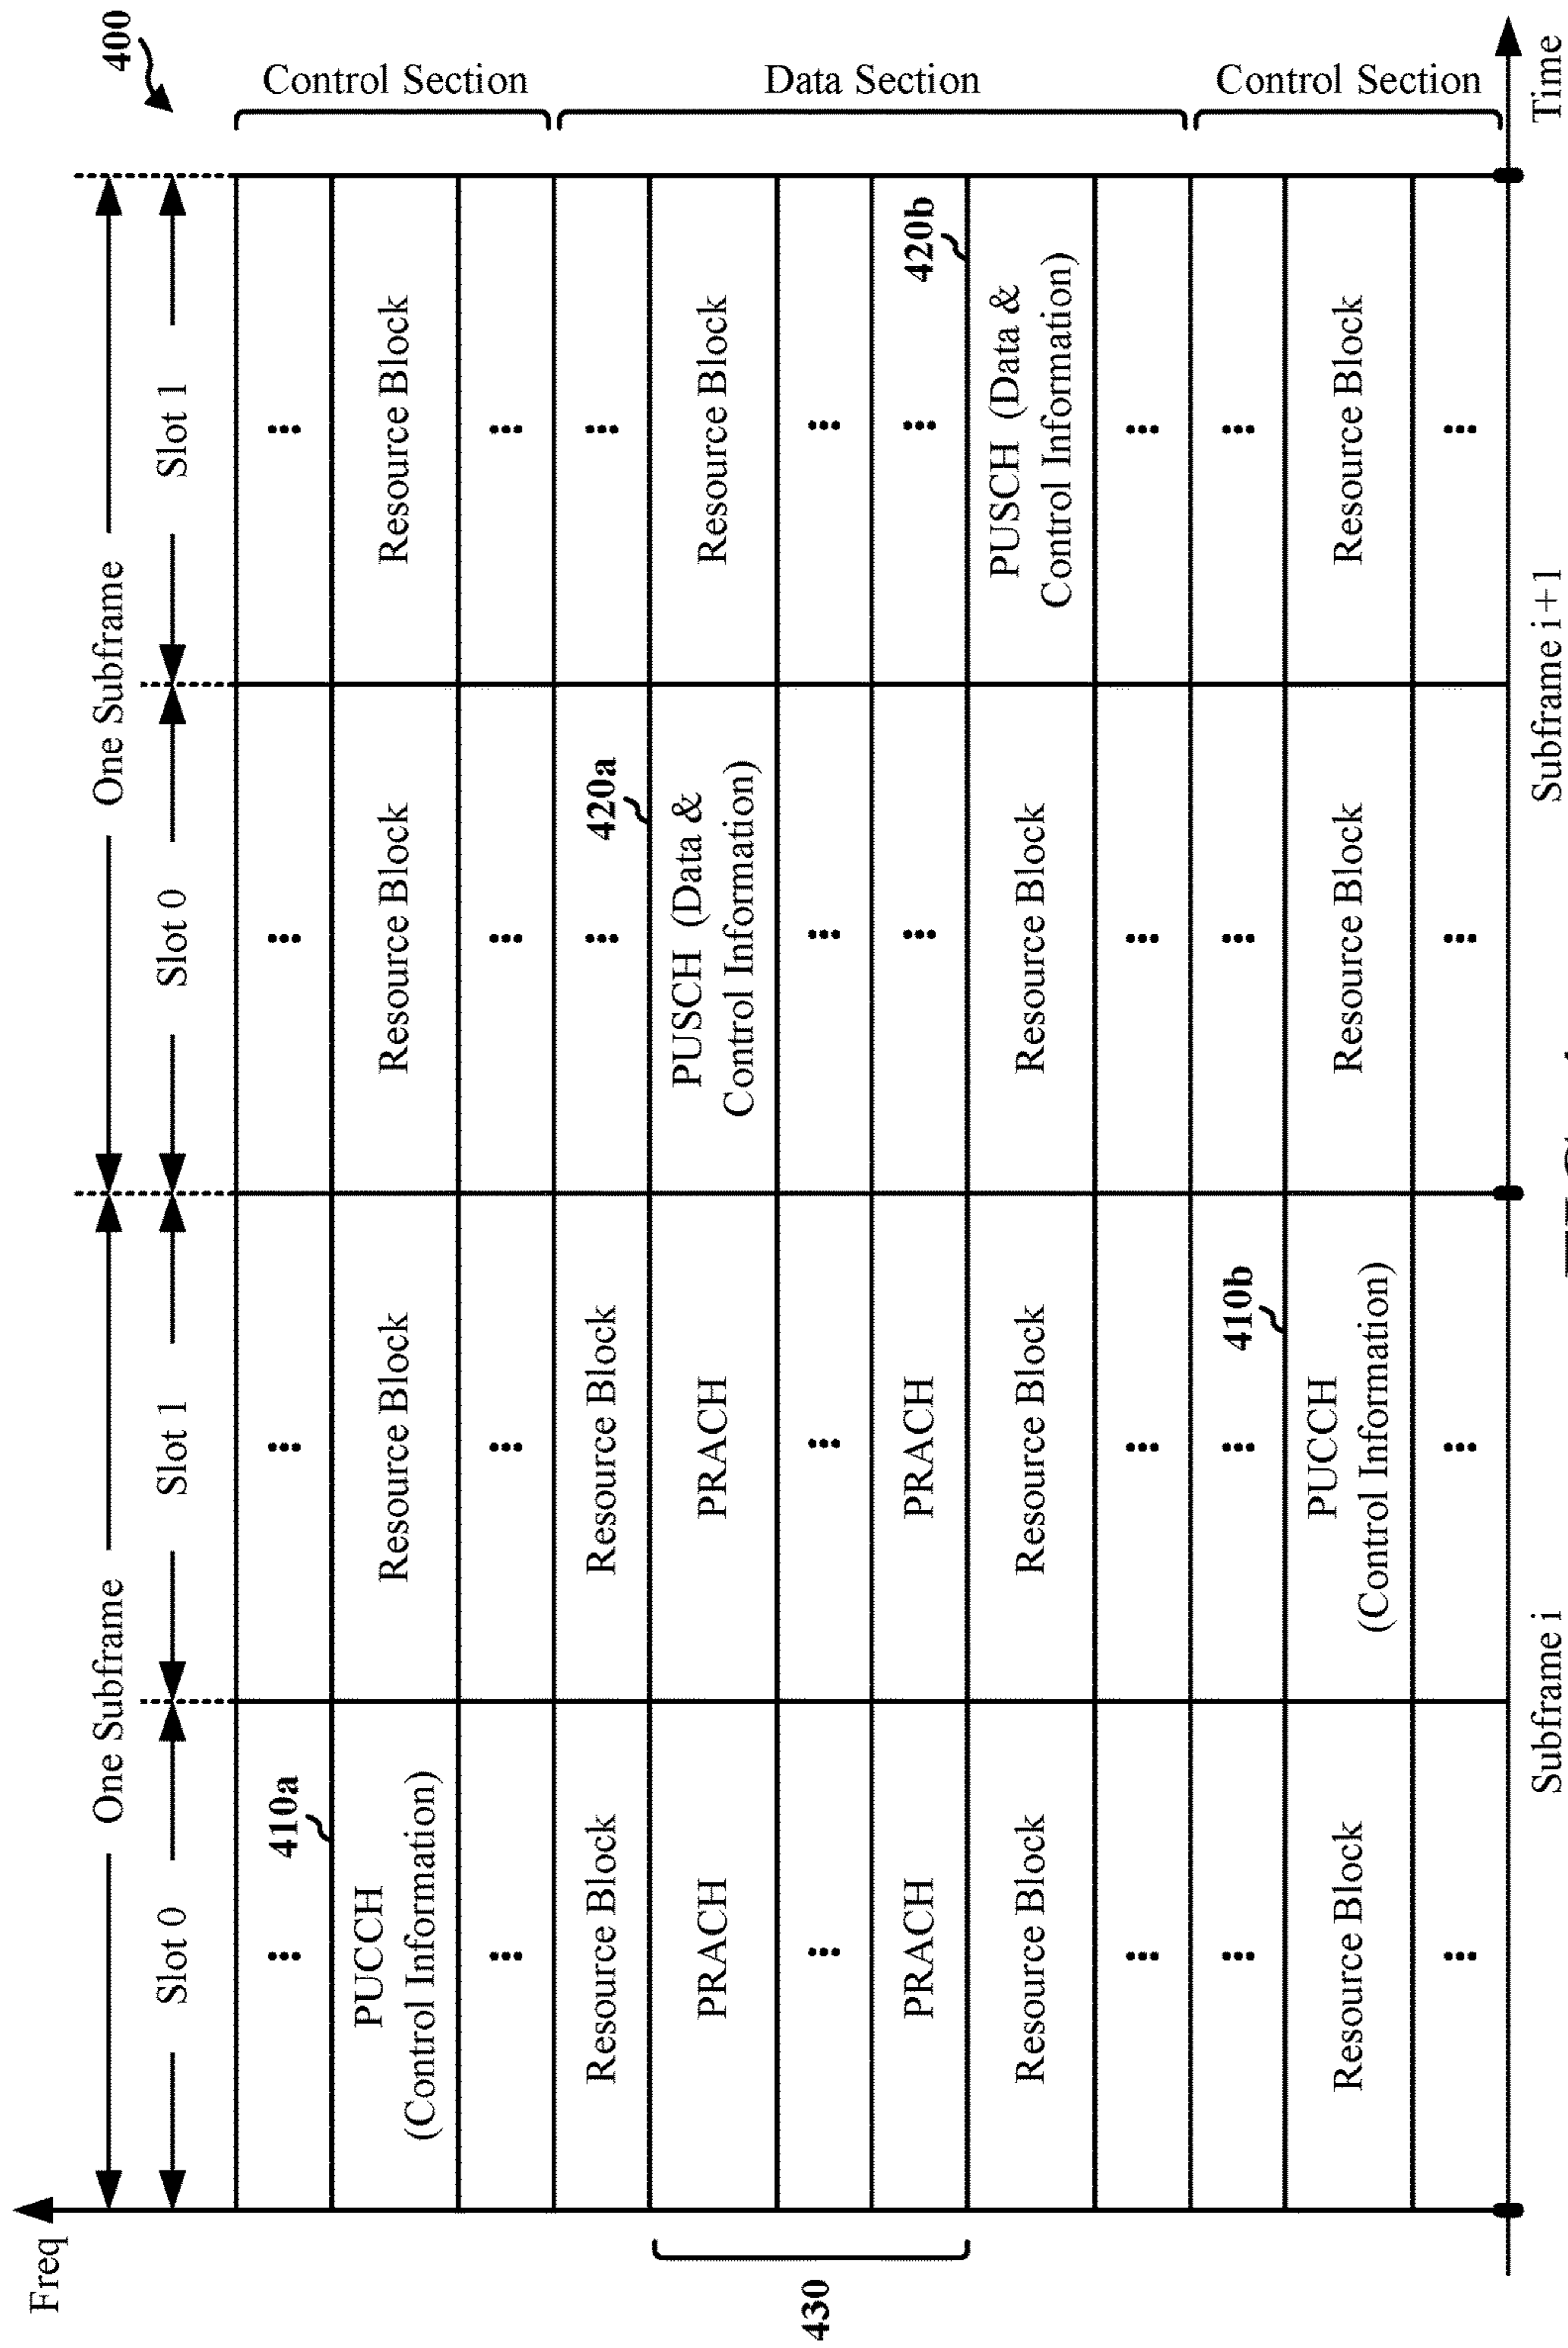 400
Freq
One Subframe
One Subframe
Slot 0
Slot 1
Slot 0
Slot 1
410a
PUCCH
(Control Information)
Resource Block
Resource Block
Resource Block
Control Section
Resource Block
Resource Block
420a
PRACH
PRACH
PUSCH (Data &
Control Information)
Resource Block
430
PRACH
PRACH
420b
Data Section
Resource Block
Resource Block
Resource Block
PUSCH (Data &
Control Information)
410b
Resource Block
PUCCH
(Control Information)
Resource Block
Resource Block
Control Section
Subframe i
Subframe i+1
Time